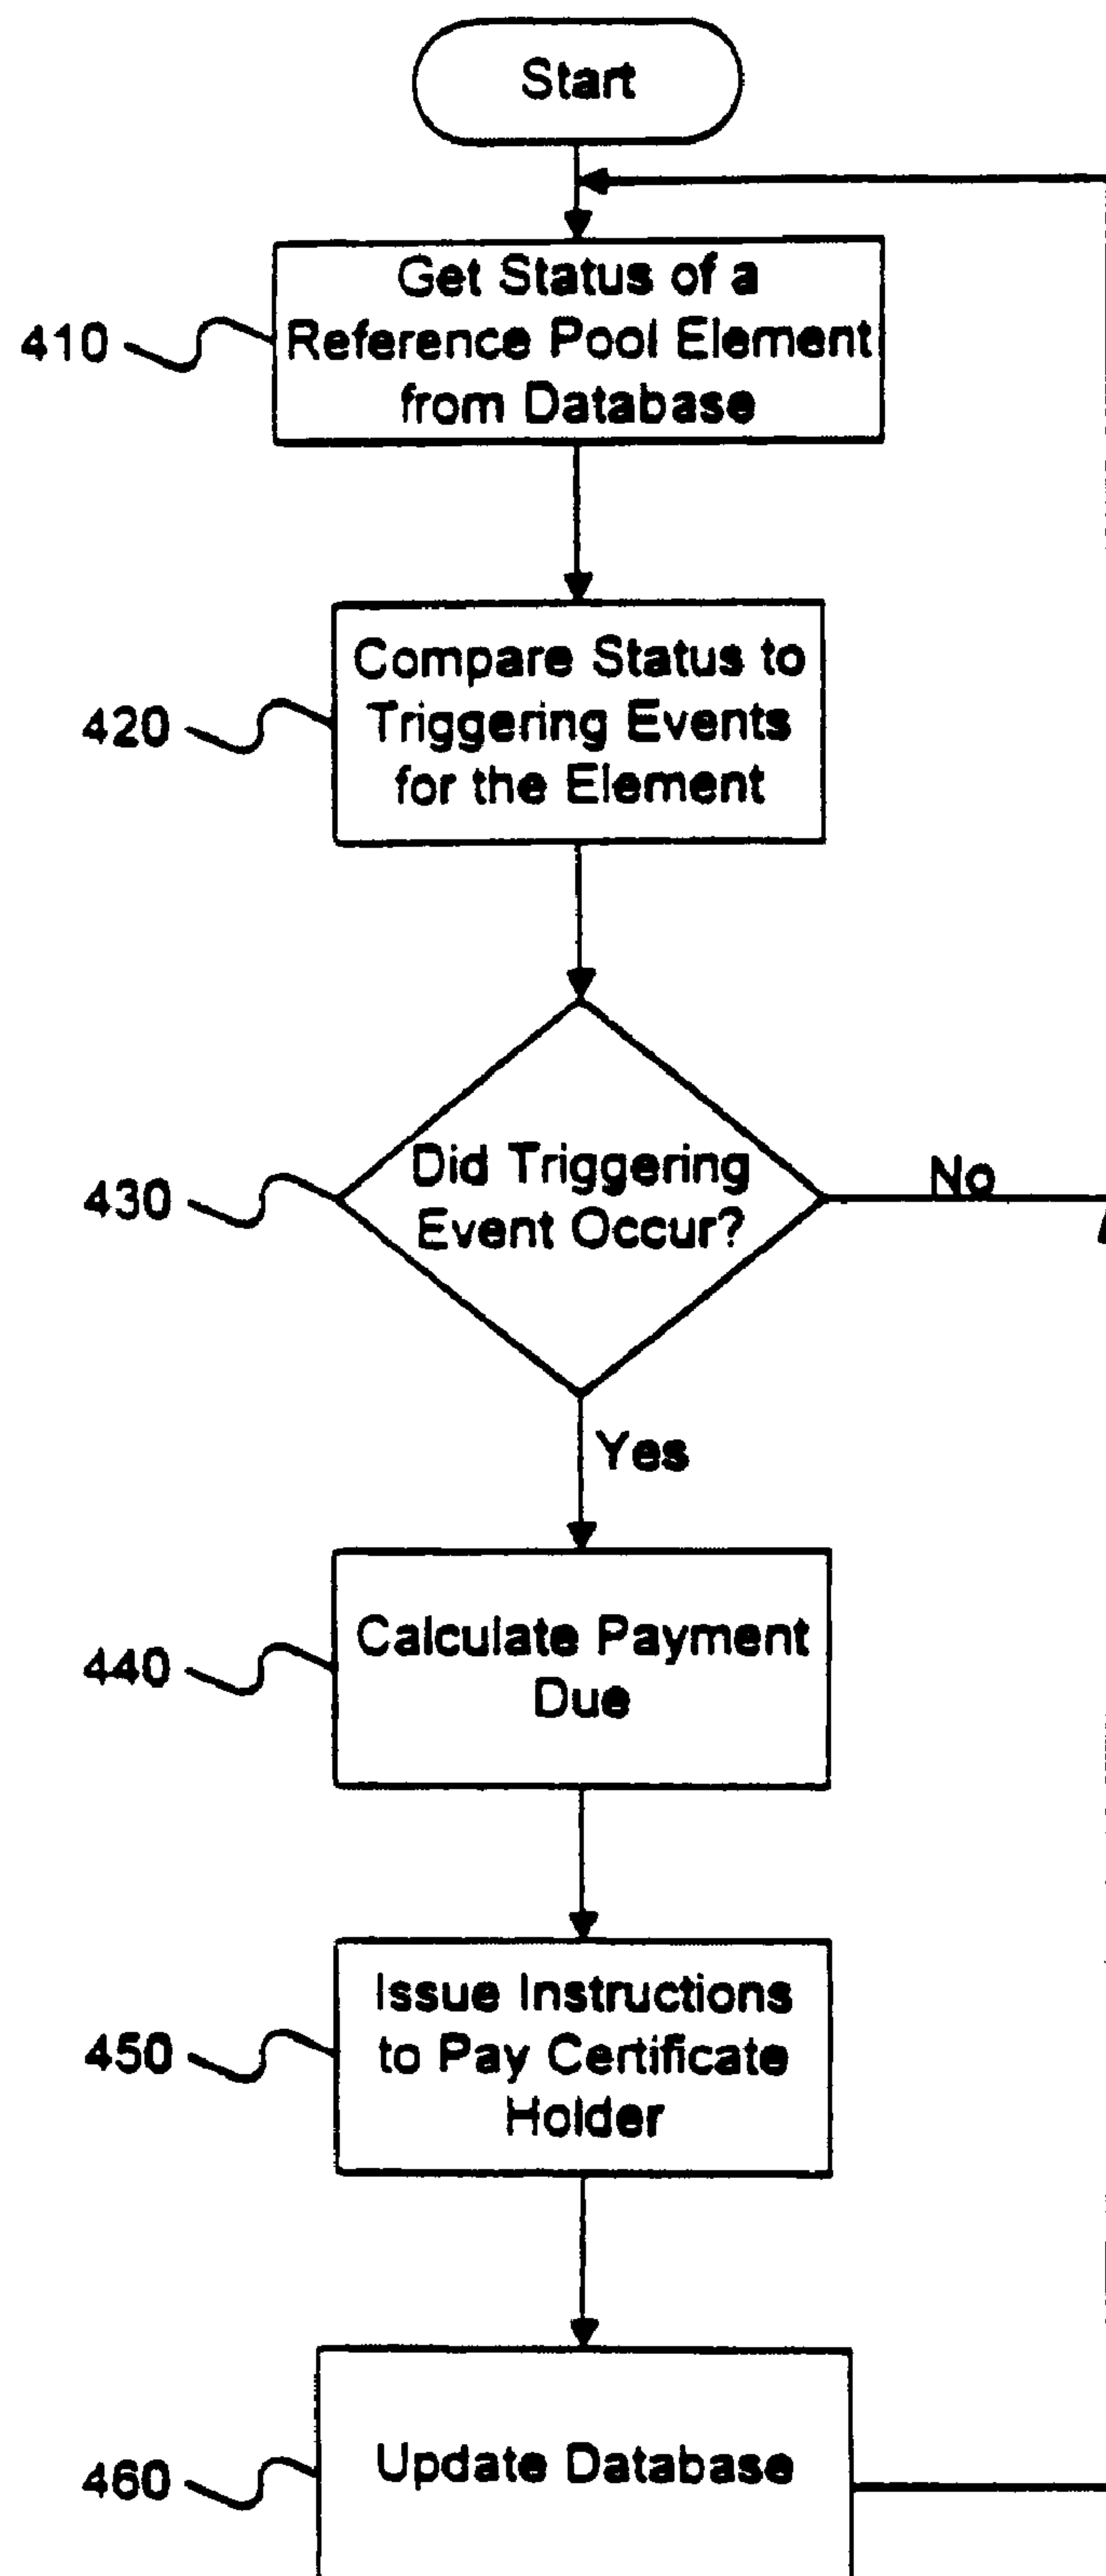 Start
410
Get Status of a
Reference Pool Element
from Database
420
Compare Status to
Triggering Events
for the Element
430
Did Triggering
Event Occur?
No
Yes
440
Calculate Payment
Due
450
Issue Instructions
to Pay Certificate
Holder
460
Update Database